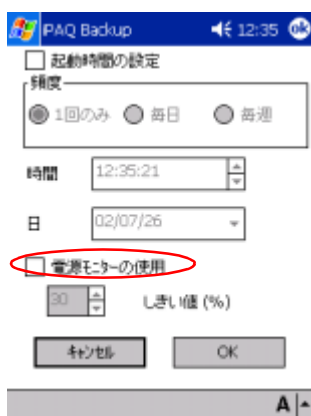 iPAQ Backup 12:35 ok
起動時間の設定
頻度
1回のみ 毎日 毎週
時間 12:35:21
日 02/07/26
電源モニターの使用
30 しきい値 (%)
キャンセル OK
A